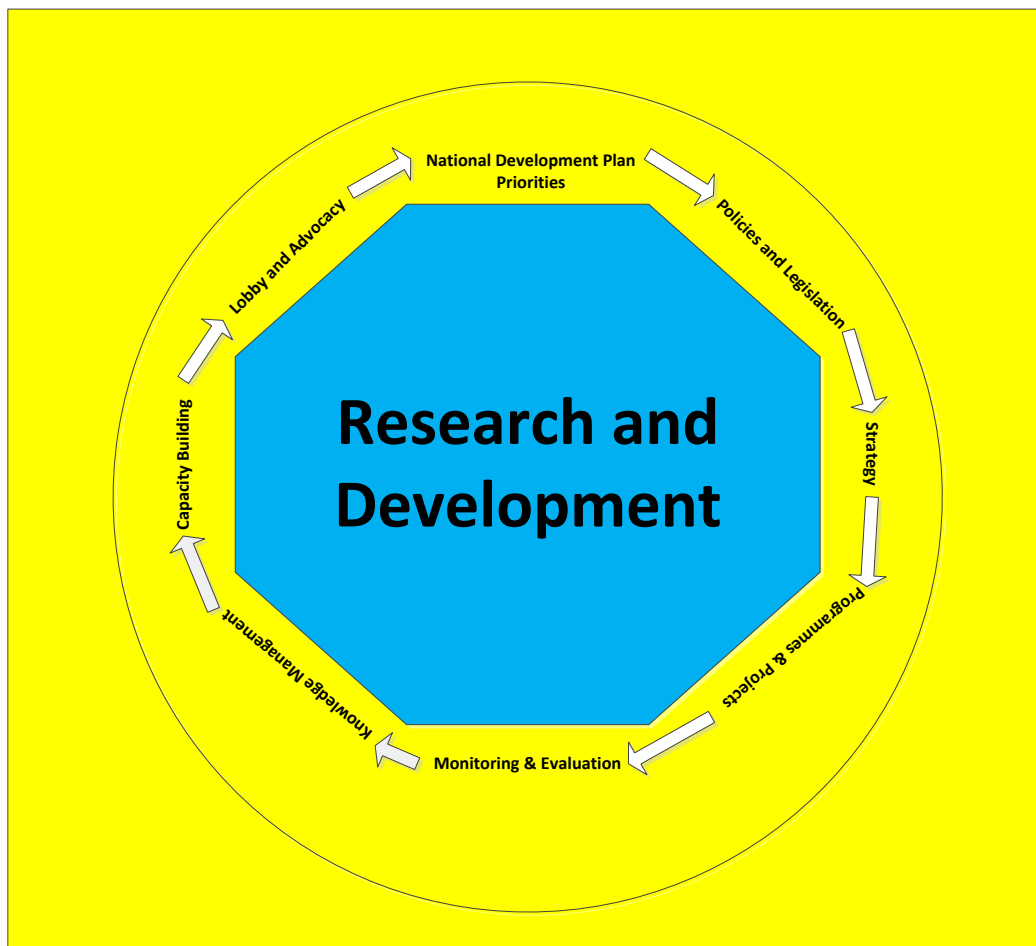 National Development Plan
Priorities
Policies and Legislation
Strategy
Programmes & Projects
Monitoring & Evaluation
Knowledge Management
Capacity Building
Lobby and Advocacy
Research and
Development